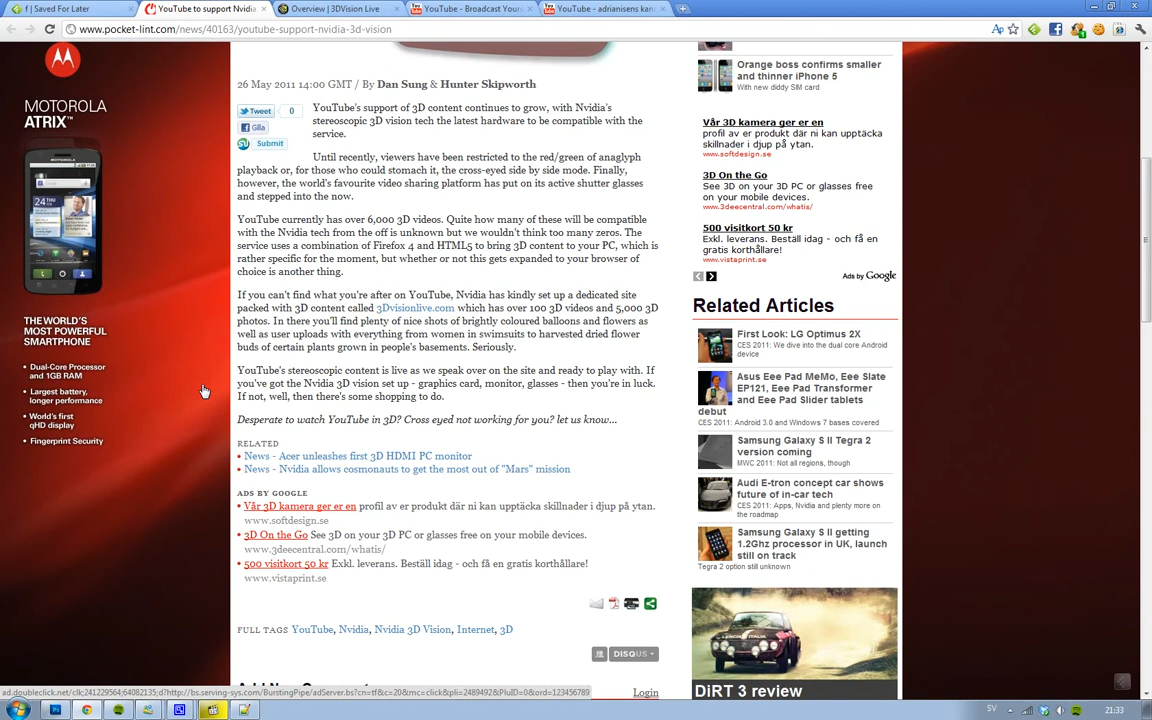 f | Saved For Later
YouTube to support Nvidia
Overview | 3DVision Live
YouTube - Broadcast Yours
YouTube - adrianisens kan
www.pocket-lint.com/news/40163/youtube-support-nvidia-3d-vision
MOTOROLA
ATRIX™
THE WORLD'S
MOST POWERFUL
SMARTPHONE
• Dual-Core Processor
and 1GB RAM
• Largest battery,
longer performance
• World's first
qHD display
• Fingerprint Security
26 May 2011 14:00 GMT / By Dan Sung & Hunter Skipworth
Tweet 0
Gilla
Submit
YouTube's support of 3D content continues to grow, with Nvidia's
stereoscopic 3D vision tech the latest hardware to be compatible with the
service.
Until recently, viewers have been restricted to the red/green of anaglyph
playback or, for those who could stomach it, the cross-eyed side by side mode. Finally,
however, the world's favourite video sharing platform has put on its active shutter glasses
and stepped into the now.
YouTube currently has over 6,000 3D videos. Quite how many of these will be compatible
with the Nvidia tech from the off is unknown but we wouldn't think too many zeros. The
service uses a combination of Firefox 4 and HTML5 to bring 3D content to your PC, which is
rather specific for the moment, but whether or not this gets expanded to your browser of
choice is another thing.
If you can't find what you're after on YouTube, Nvidia has kindly set up a dedicated site
packed with 3D content called 3Dvisionlive.com which has over 100 3D videos and 5,000 3D
photos. In there you'll find plenty of nice shots of brightly coloured balloons and flowers as
well as user uploads with everything from women in swimsuits to harvested dried flower
buds of certain plants grown in people's basements. Seriously.
YouTube's stereoscopic content is live as we speak over on the site and ready to play with. If
you've got the Nvidia 3D vision set up - graphics card, monitor, glasses - then you're in luck.
If not, well, then there's some shopping to do.
Desperate to watch YouTube in 3D? Cross eyed not working for you? let us know...
RELATED
• News - Acer unleashes first 3D HDMI PC monitor
• News - Nvidia allows cosmonauts to get the most out of "Mars" mission
ADS BY GOOGLE
• Vår 3D kamera ger er en profil av er produkt där ni kan upptäcka skillnader i djup på ytan.
www.softdesign.se
• 3D On the Go See 3D on your 3D PC or glasses free on your mobile devices.
www.3deecentral.com/whatis/
• 500 visitkort 50 kr Exkl. leverans. Beställ idag - och få en gratis korthållare!
www.vistaprint.se
FULL TAGS YouTube, Nvidia, Nvidia 3D Vision, Internet, 3D
DISQUS
Login
Orange boss confirms smaller
and thinner iPhone 5
With new diddy SIM card
Vår 3D kamera ger er en
profil av er produkt där ni kan upptäcka
skillnader i djup på ytan.
www.softdesign.se
3D On the Go
See 3D on your 3D PC or glasses free
on your mobile devices.
www.3deecentral.com/whatis/
500 visitkort 50 kr
Exkl. leverans. Beställ idag - och få en
gratis korthållare!
www.vistaprint.se
Ads by Google
Related Articles
First Look: LG Optimus 2X
CES 2011: We dive into the dual core Android
device
Asus Eee Pad MeMo, Eee Slate
EP121, Eee Pad Transformer
and Eee Pad Slider tablets
debut
CES 2011: Android 3.0 and Windows 7 bases covered
Samsung Galaxy S II Tegra 2
version coming
MWC 2011: Not all regions, though
Audi E-tron concept car shows
future of in-car tech
CES 2011: Apps, Nvidia and plenty more on
the roadmap
Samsung Galaxy S II getting
1.2Ghz processor in UK, launch
still on track
Tegra 2 option still unknown
DiRT 3 review
ad.doubleclick.net/clk;241229564;64082135;d?http://bs.serving-sys.com/BurstingPipe/adServer.bs?cn=tf&c=20&mc=click&pli=2489492&PluID=0&ord=123456789
SV
21:33